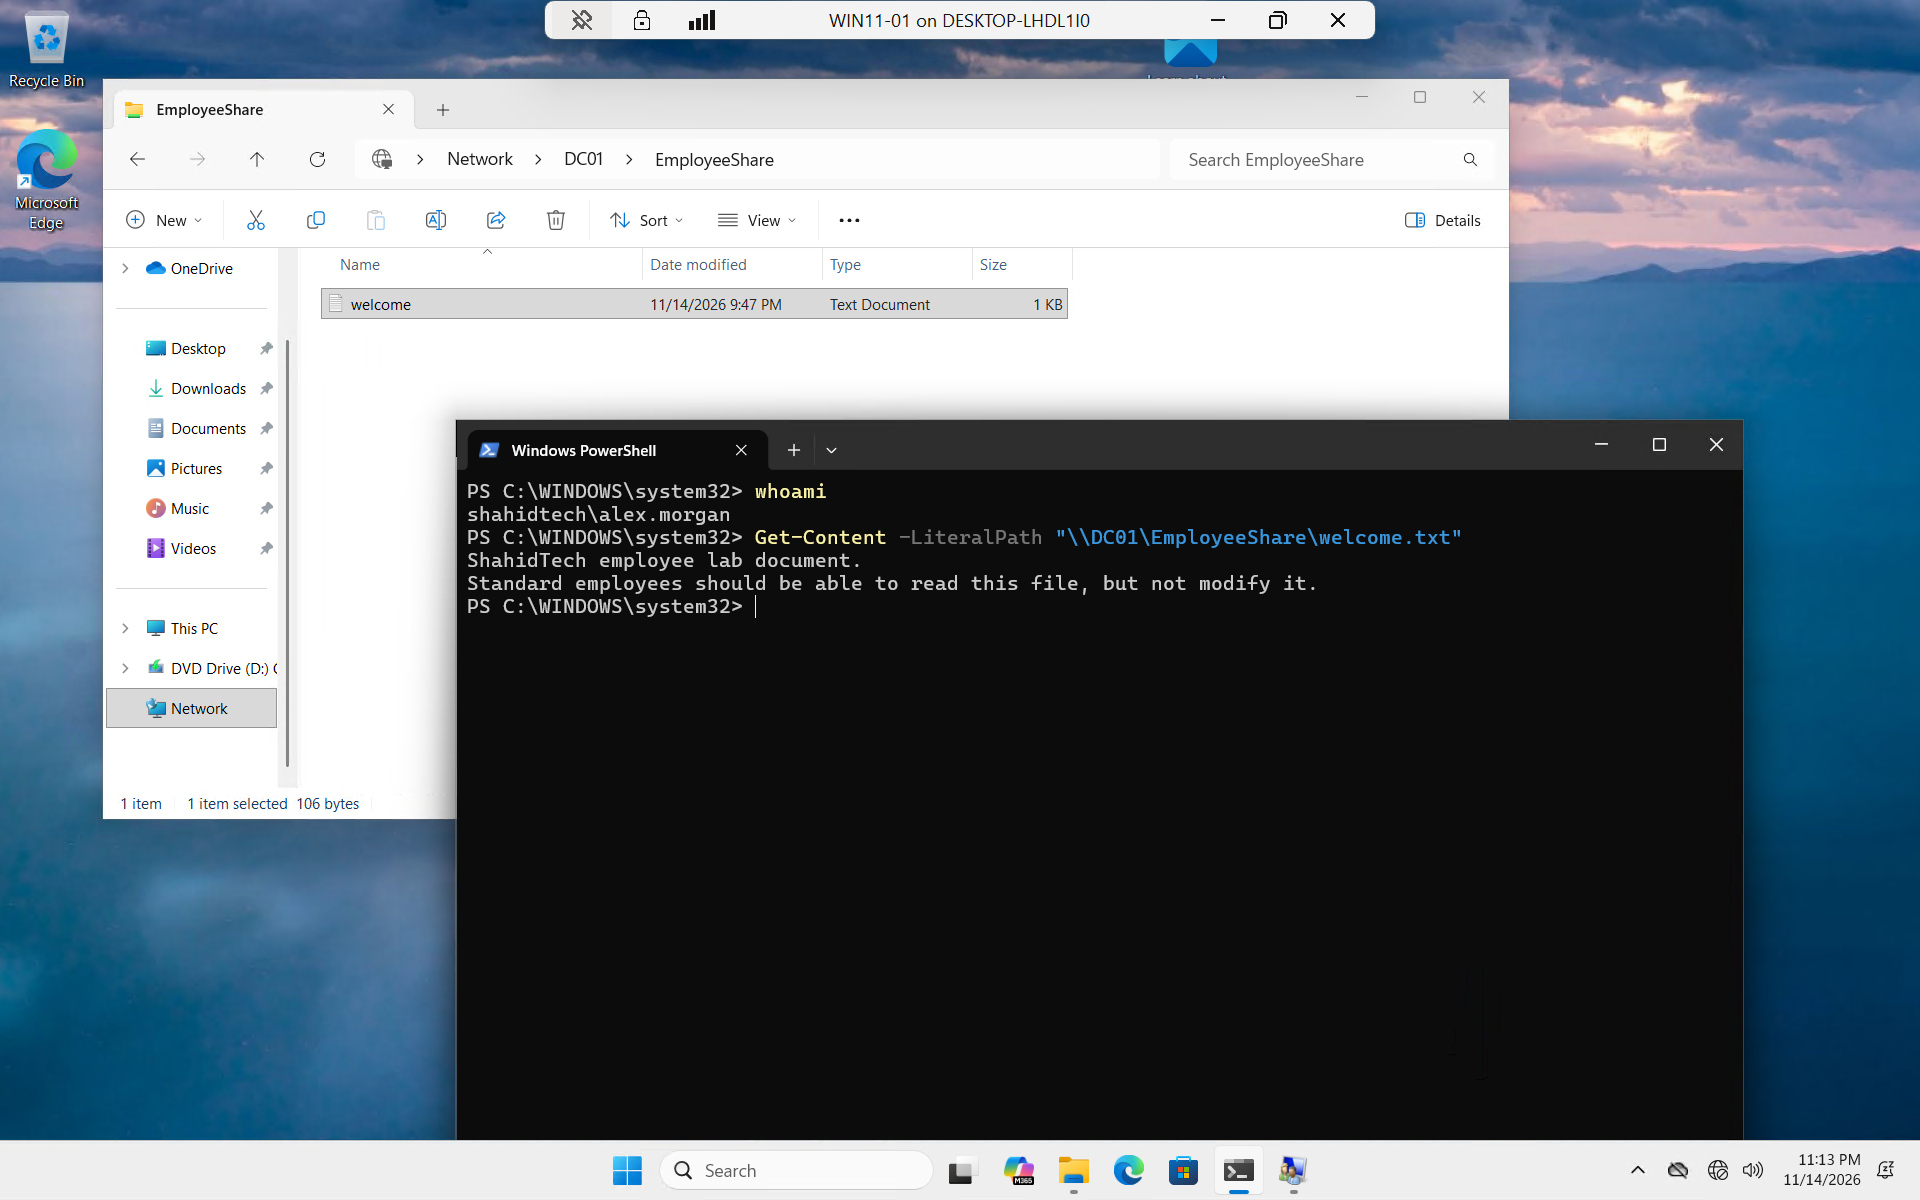 WIN11-01 on DESKTOP-LHDL1I0
Recycle Bin
Microsoft
Edge
EmployeeShare
Network
DC01
EmployeeShare
Search EmployeeShare
New
Sort
View
Details
Name
Date modified
Type
Size
welcome
11/14/2026 9:47 PM
Text Document
1 KB
OneDrive
Desktop
Downloads
Documents
Pictures
Music
Videos
This PC
DVD Drive (D:)
Network
1 item
1 item selected
106 bytes
Windows PowerShell
PS C:\WINDOWS\system32> whoami
shahidtech\alex.morgan
PS C:\WINDOWS\system32> Get-Content -LiteralPath "\\DC01\EmployeeShare\welcome.txt"
ShahidTech employee lab document.
Standard employees should be able to read this file, but not modify it.
PS C:\WINDOWS\system32>
Search
M365
11:13 PM
11/14/2026